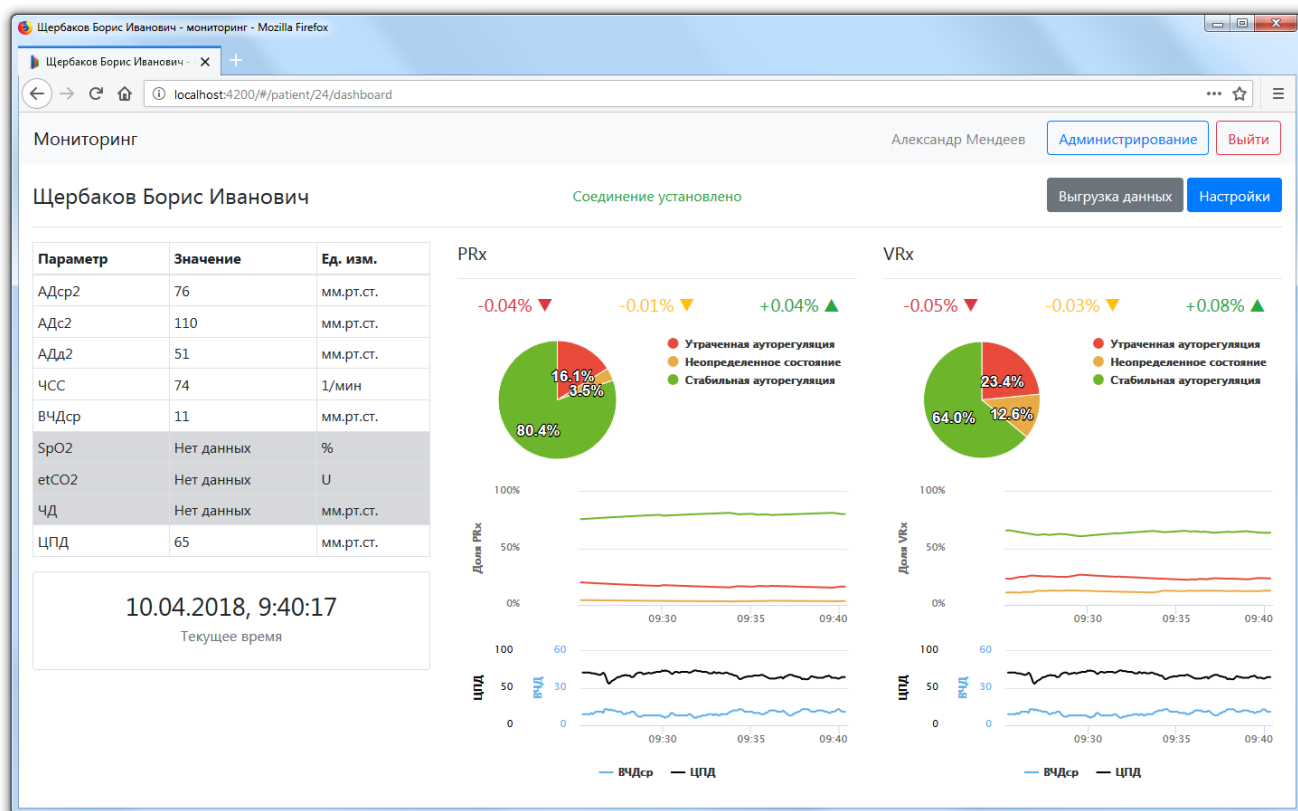 Щербаков Борис Иванович - мониторинг - Mozilla Firefox
Щербаков Борис Иванович -
localhost:4200/#/patient/24/dashboard
Мониторинг Александр Мендеев Администрирование Выйти
Щербаков Борис Иванович Соединение установлено Выгрузка данных Настройки
Параметр Значение Ед. изм.
АДср2 76 мм.рт.ст.
АДс2 110 мм.рт.ст.
АДд2 51 мм.рт.ст.
ЧСС 74 1/мин
ВЧДср 11 мм.рт.ст.
SpO2 Нет данных %
etCO2 Нет данных U
ЧД Нет данных мм.рт.ст.
ЦПД 65 мм.рт.ст.
10.04.2018, 9:40:17
Текущее время
PRx
-0.04% ▼ -0.01% ▼ +0.04% ▲
Утраченная ауторегуляция
Неопределенное состояние
Стабильная ауторегуляция
16.1%
3.5%
80.4%
100%
Доля PRx
50%
0%
09:30 09:35 09:40
100 60
ЦПД 50 ВЧД 30
0 0
09:30 09:35 09:40
ВЧДср ЦПД
VRx
-0.05% ▼ -0.03% ▼ +0.08% ▲
Утраченная ауторегуляция
Неопределенное состояние
Стабильная ауторегуляция
23.4%
64.0% 12.6%
100%
Доля VRx
50%
0%
09:30 09:35 09:40
100 60
ЦПД 50 ВЧД 30
0 0
09:30 09:35 09:40
ВЧДср ЦПД